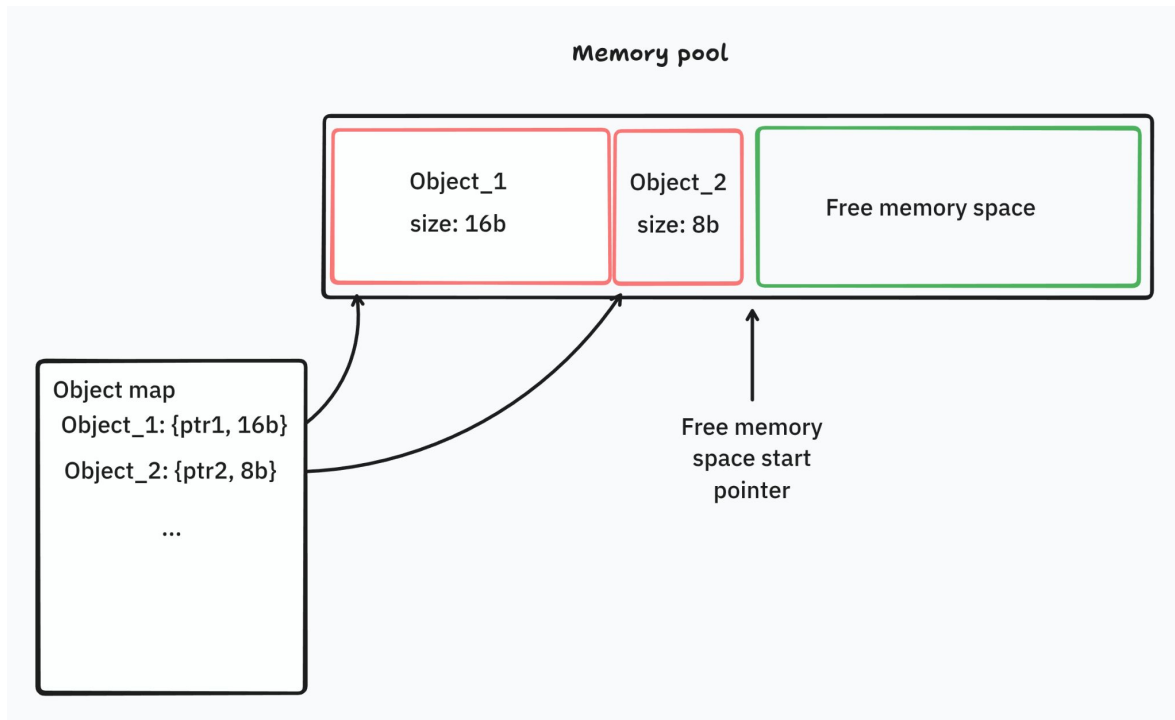 Memory pool
Object_1
size: 16b
Object_2
size: 8b
Free memory space
Object map
Object_1: {ptr1, 16b}
Object_2: {ptr2, 8b}
...
Free memory
space start
pointer